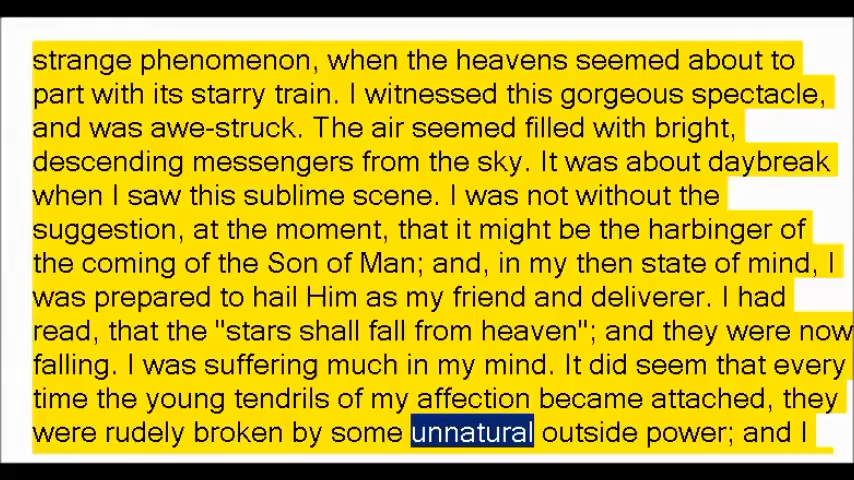 strange phenomenon, when the heavens seemed about to
part with its starry train. I witnessed this gorgeous spectacle,
and was awe-struck. The air seemed filled with bright,
descending messengers from the sky. It was about daybreak
when I saw this sublime scene. I was not without the
suggestion, at the moment, that it might be the harbinger of
the coming of the Son of Man; and, in my then state of mind, I
was prepared to hail Him as my friend and deliverer. I had
read, that the "stars shall fall from heaven"; and they were now
falling. I was suffering much in my mind. It did seem that every
time the young tendrils of my affection became attached, they
were rudely broken by some unnatural outside power; and I